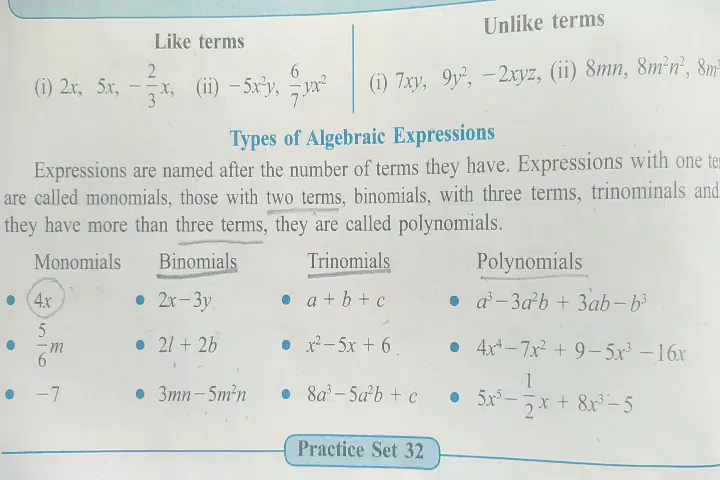 Like terms
Unlike terms
(i) 2x, 5x, −2/3x, (ii) −5x²y, 6/7yx²
(i) 7xy, 9y², −2xyz, (ii) 8mn, 8m²n², 8m³
Types of Algebraic Expressions
Expressions are named after the number of terms they have. Expressions with one te
are called monomials, those with two terms, binomials, with three terms, trinominals and
they have more than three terms, they are called polynomials.
Monomials Binomials Trinomials Polynomials
• 4x • 2x−3y • a + b + c • a³−3a²b + 3ab−b³
• 5/6m • 2l + 2b • x²−5x + 6 • 4x⁴−7x² + 9−5x³ −16x
• −7 • 3mn−5m²n • 8a³−5a²b + c • 5x⁵−1/2x + 8x³−5
Practice Set 32